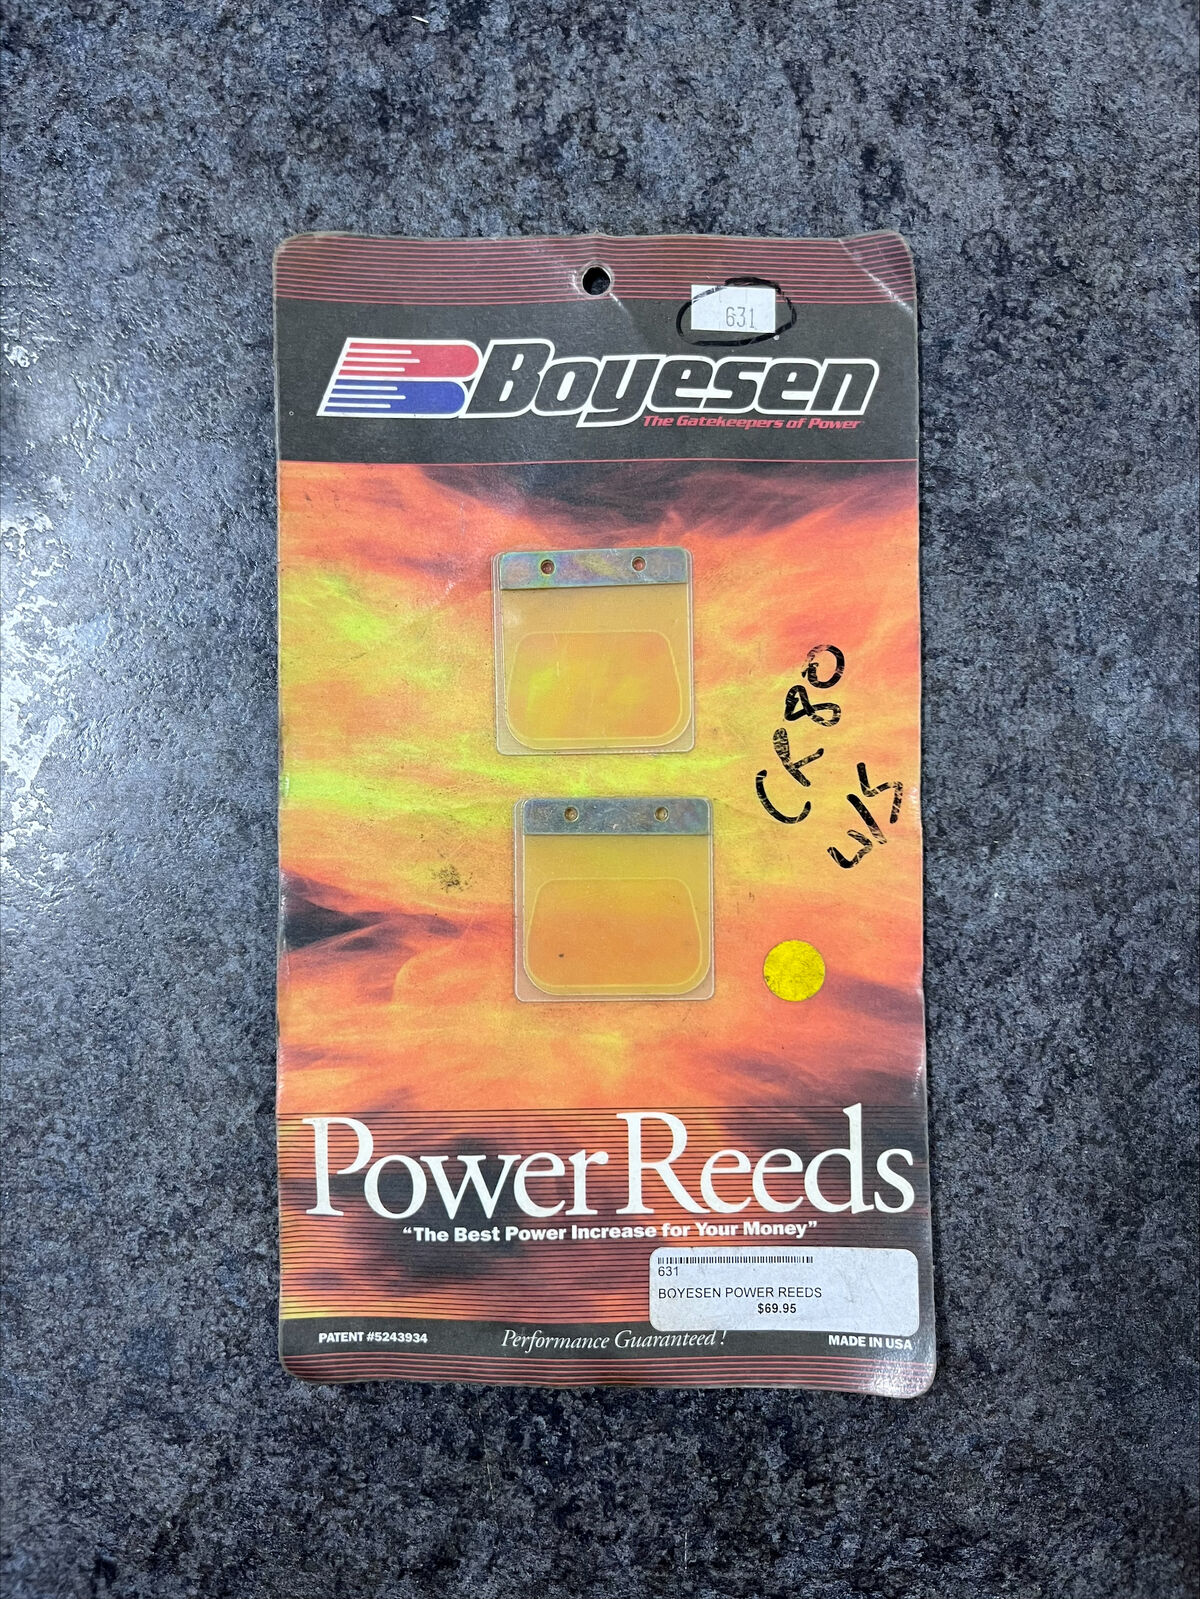 631
Boyesen
The Gatekeepers of Power
CR80
Power Reeds
"The Best Power Increase for Your Money"
631
BOYESEN POWER REEDS
$69.95
PATENT #5243934
Performance Guaranteed!
MADE IN USA